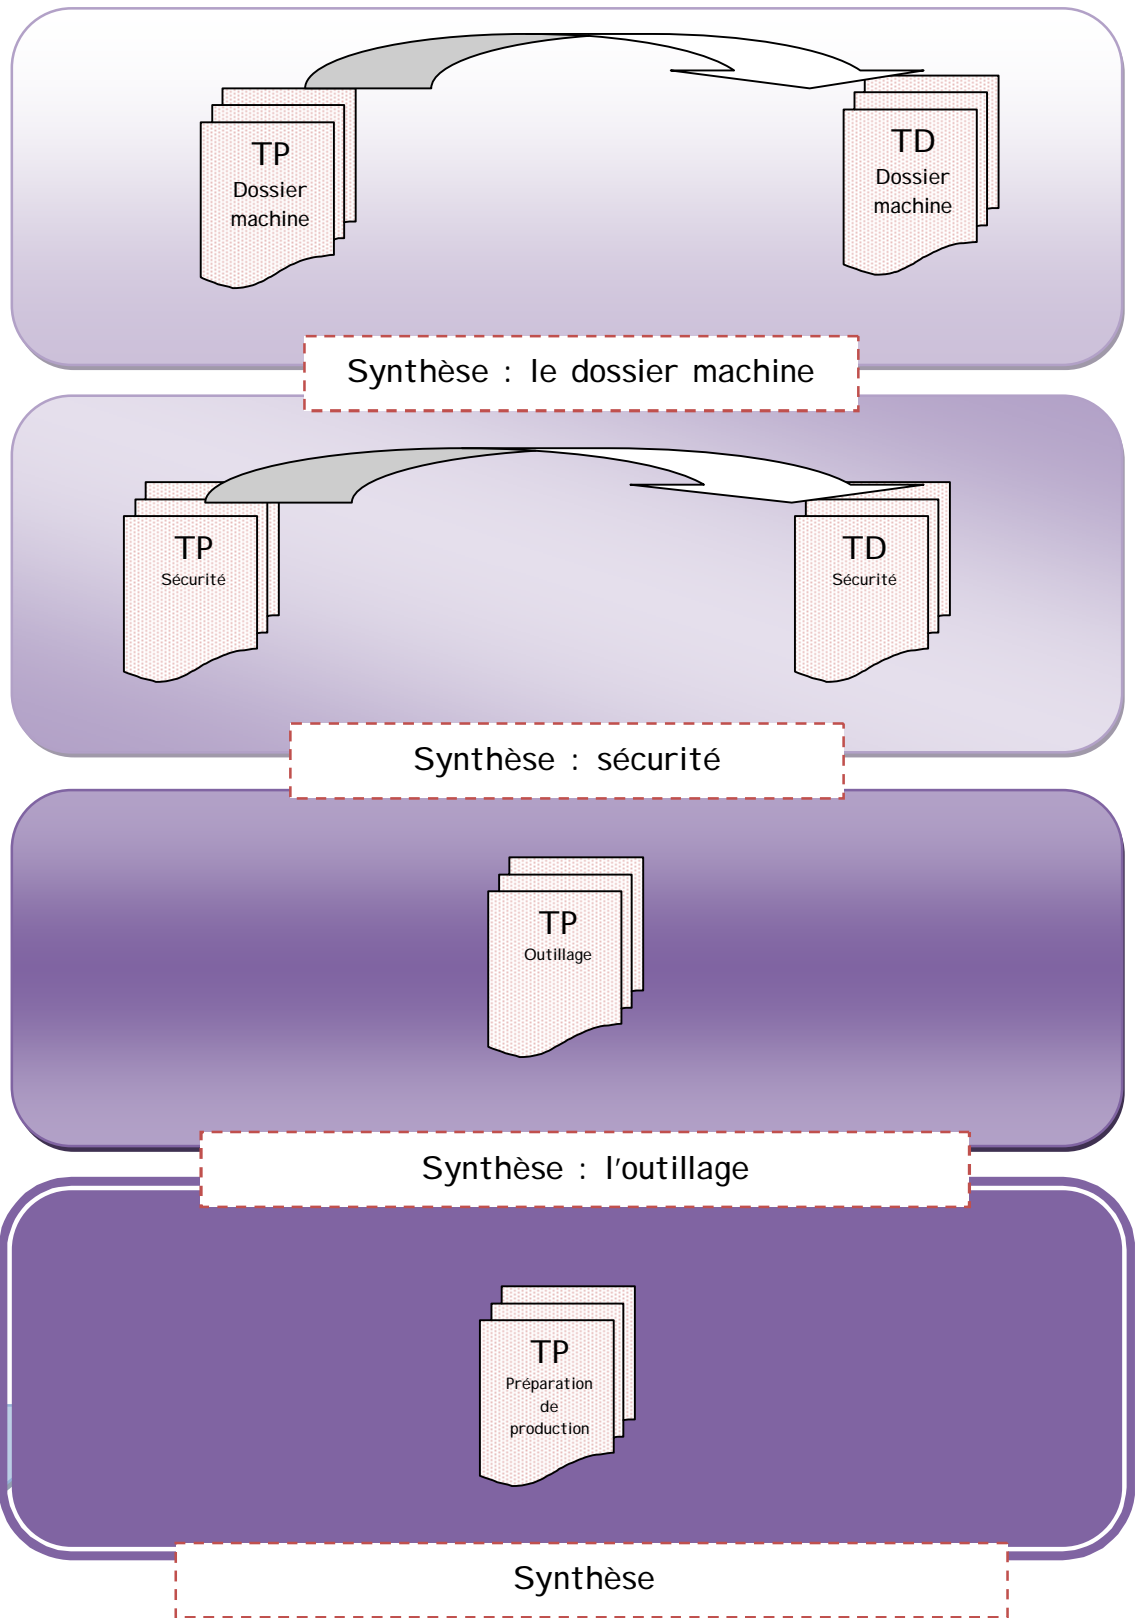 TP
Dossier
machine
TD
Dossier
machine
Synthèse : le dossier machine
TP
Sécurité
TD
Sécurité
Synthèse : sécurité
TP
Outillage
Synthèse : l'outillage
TP
Préparation
de
production
Synthèse